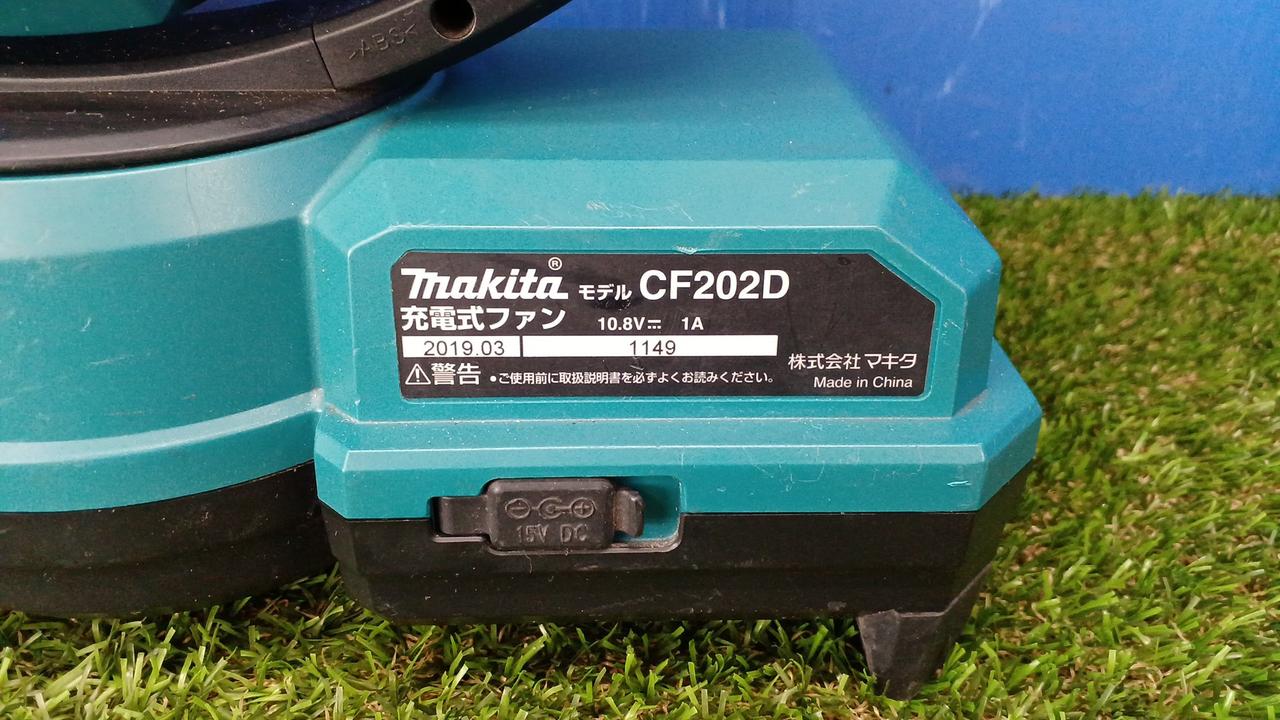 >ABS<
makita® モデル CF202D
充電式ファン 10.8V⎓ 1A
2019.03 1149
⚠警告 •ご使用前に取扱説明書を必ずよくお読みください。
株式会社 マキタ
Made in China
15V DC